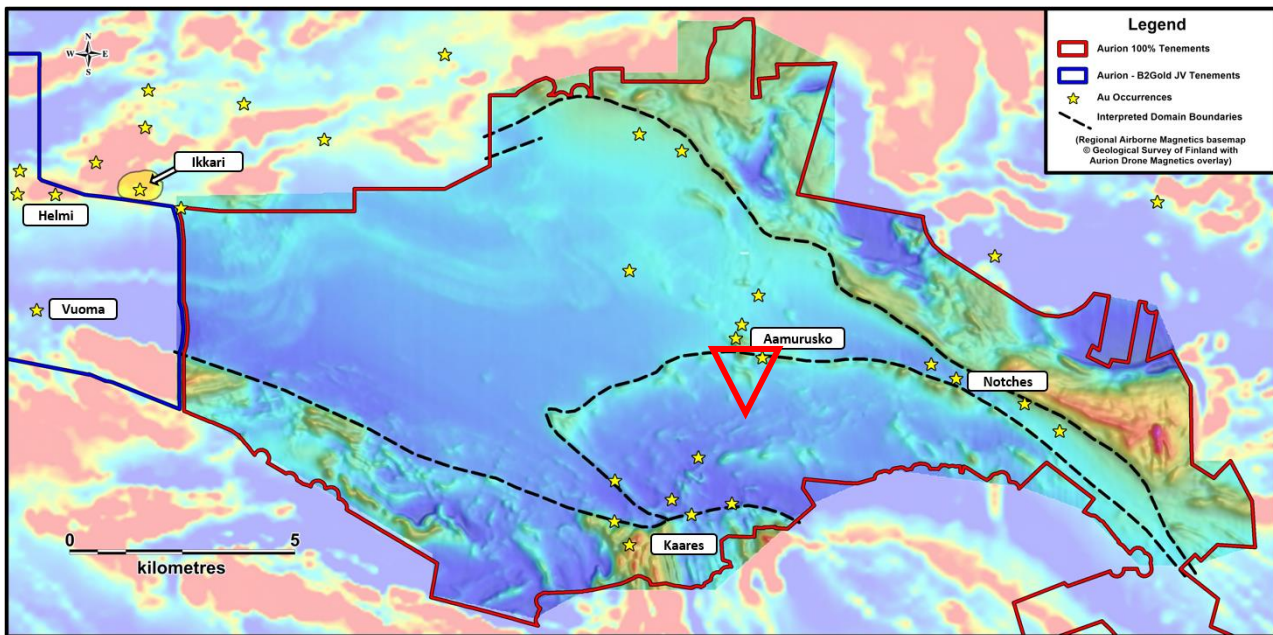 Legend
Aurion 100% Tenements
Aurion - B2Gold JV Tenements
Au Occurrences
Interpreted Domain Boundaries
(Regional Airborne Magnetics basemap
© Geological Survey of Finland with
Aurion Drone Magnetics overlay)
N
W E
S
Ikkari
Helmi
Vuoma
Aamurusko
Notches
Kaares
0 5
kilometres